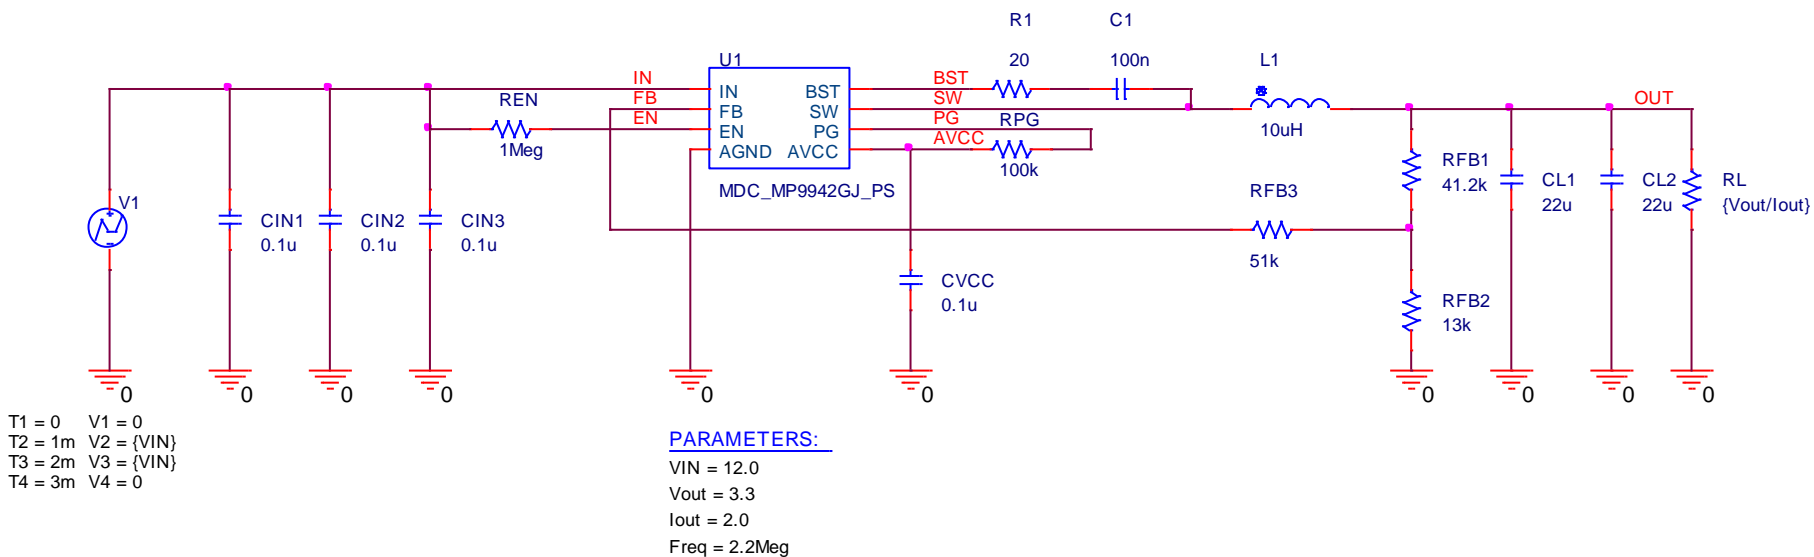 R1
C1
U1
20
100n
L1
IN
BST
REN
IN
BST
FB
SW
FB
SW
OUT
EN
PG
RPG
EN
PG
10uH
AVCC
1Meg
AGND
AVCC
100k
RFB1
41.2k
MDC_MP9942GJ_PS
RFB3
CL1
22u
CL2
22u
RL
{Vout/Iout}
V1
CIN1
0.1u
CIN2
0.1u
CIN3
0.1u
51k
CVCC
0.1u
RFB2
13k
0
0
0
0
0
0
0
0
0
0
T1 = 0 V1 = 0
T2 = 1m V2 = {VIN}
T3 = 2m V3 = {VIN}
T4 = 3m V4 = 0
PARAMETERS:
VIN = 12.0
Vout = 3.3
Iout = 2.0
Freq = 2.2Meg